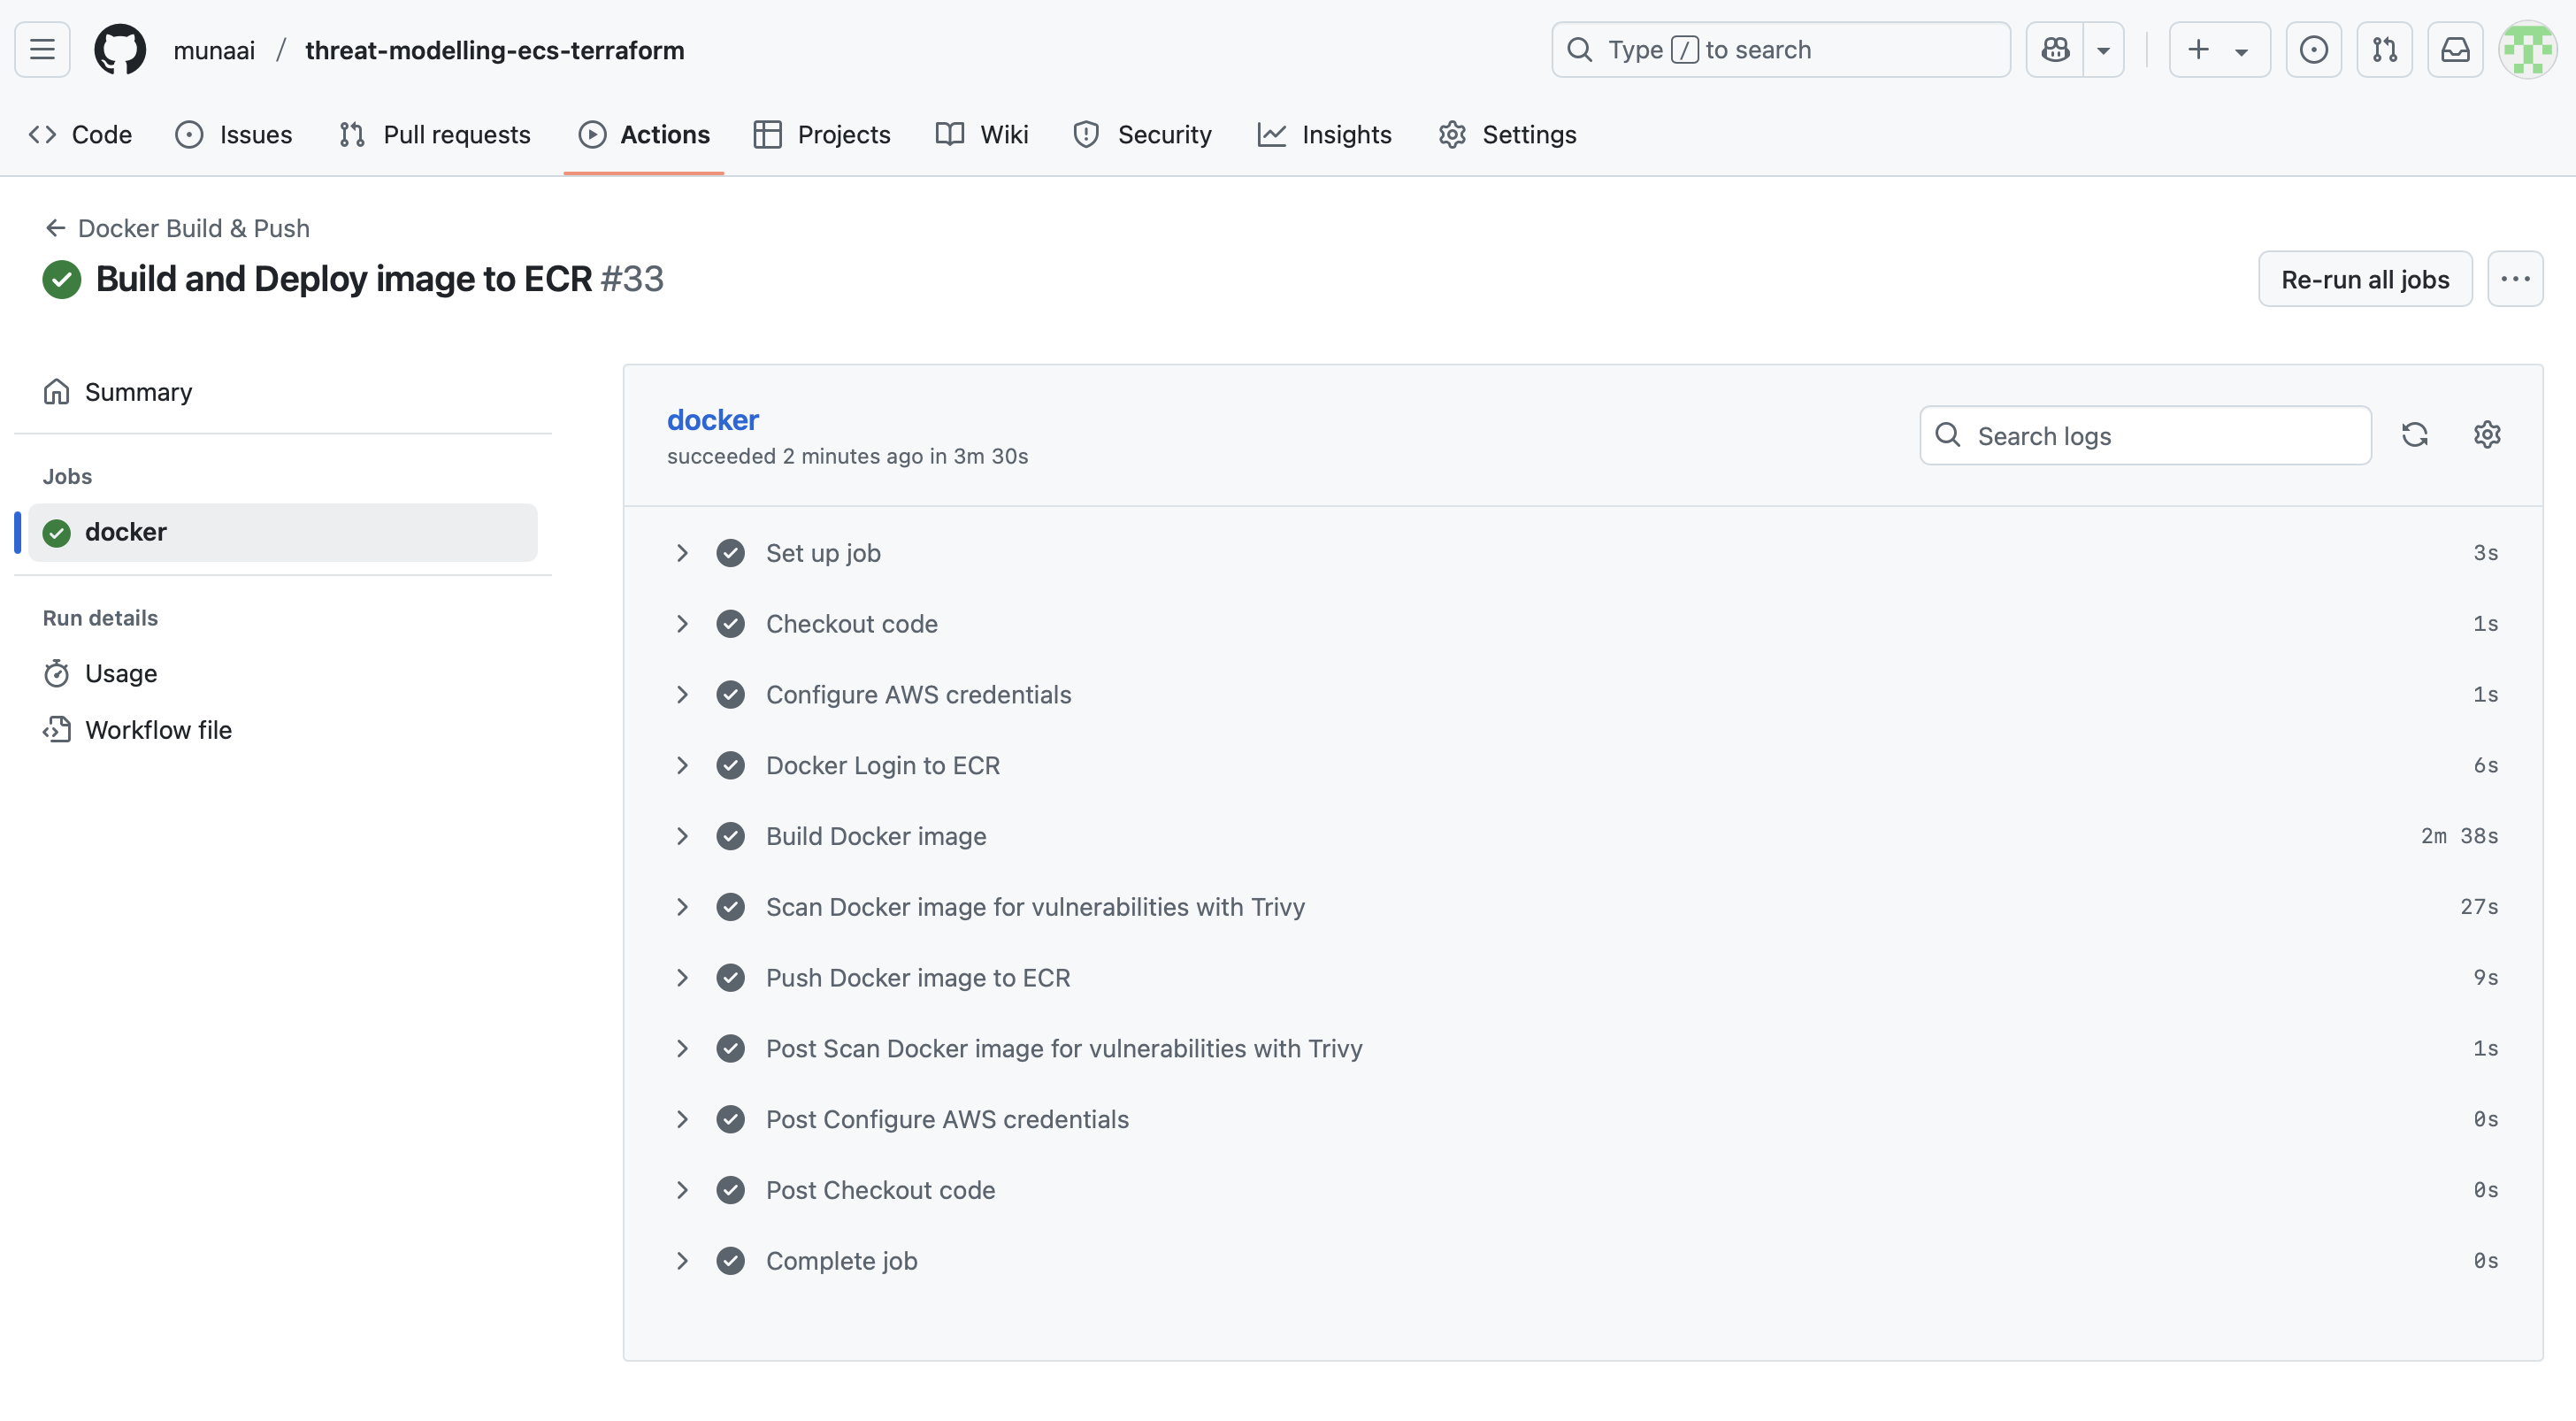 munaai / threat-modelling-ecs-terraform
Type / to search
Code Issues Pull requests Actions Projects Wiki Security Insights Settings
Docker Build & Push
Build and Deploy image to ECR #33
Re-run all jobs
Summary
Jobs
docker
Run details
Usage
Workflow file
docker
succeeded 2 minutes ago in 3m 30s
Search logs
Set up job 3s
Checkout code 1s
Configure AWS credentials 1s
Docker Login to ECR 6s
Build Docker image 2m 38s
Scan Docker image for vulnerabilities with Trivy 27s
Push Docker image to ECR 9s
Post Scan Docker image for vulnerabilities with Trivy 1s
Post Configure AWS credentials 0s
Post Checkout code 0s
Complete job 0s